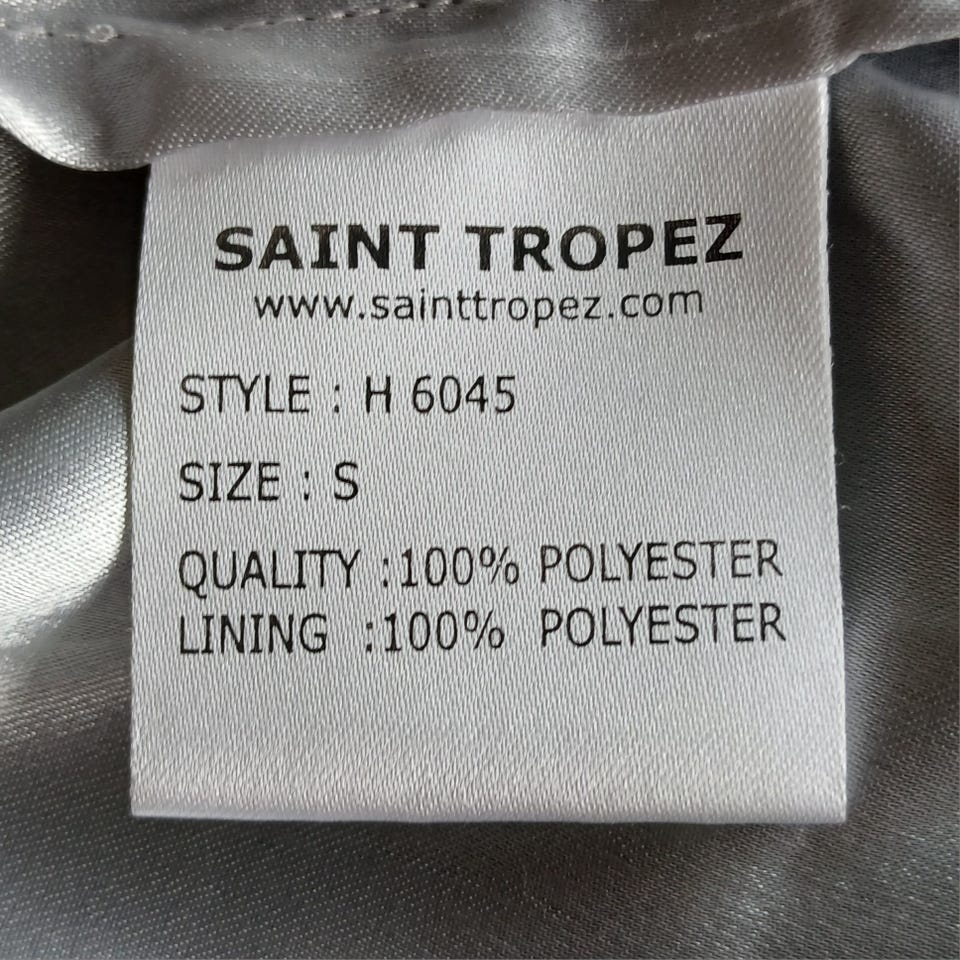 SAINT TROPEZ
www.sainttropez.com
STYLE : H 6045
SIZE : S
QUALITY :100% POLYESTER
LINING :100% POLYESTER